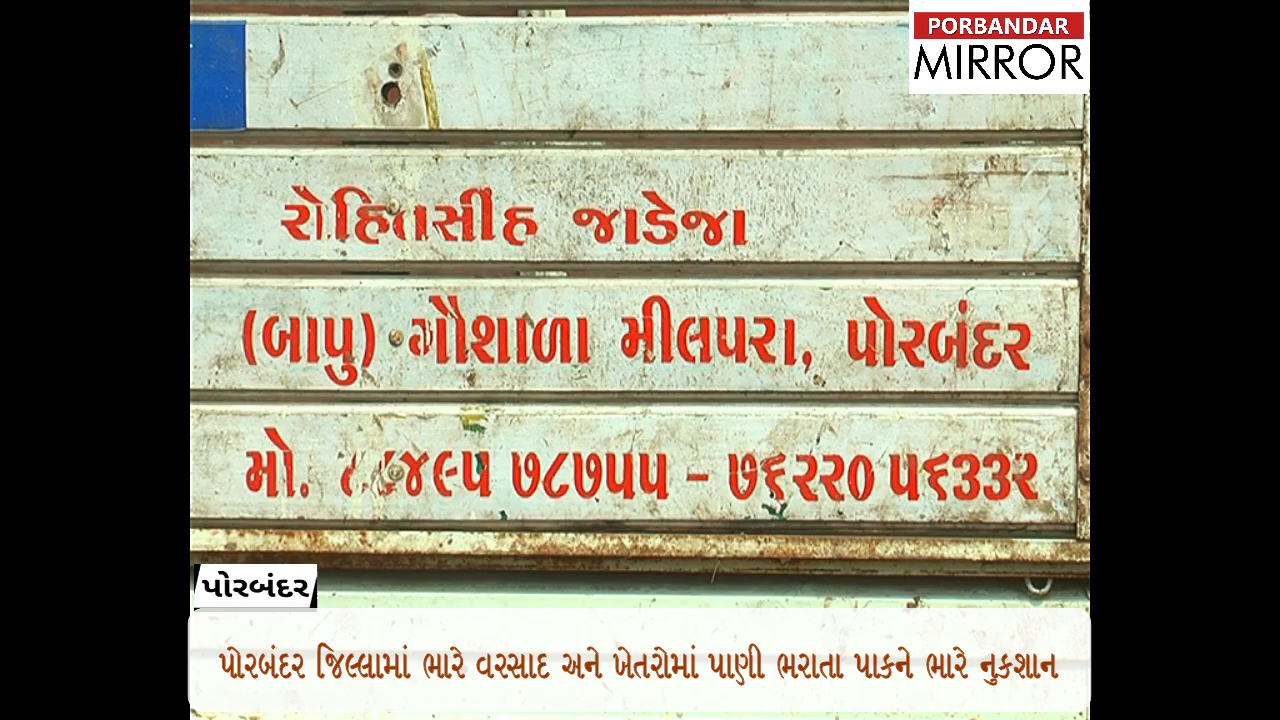 PORBANDAR
MIRROR
રોહિતસીંહ જાડેજા
(બાપુ) ગૌશાળા મીલપરા, પોરબંદર
મો. ૭૮૭૫૫ - ૭૬૨૨૦ ૫૬૩૩૨
પોરબંદર
પોરબંદર જિલ્લામાં ભારે વરસાદ અને ખેતરોમાં પાણી ભરાતા પાકને ભારે નુકશાન